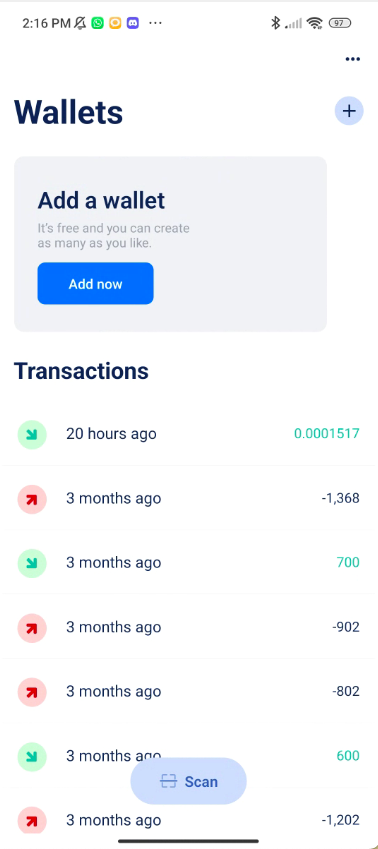 2:16 PM 97
Wallets
Add a wallet
It's free and you can create
as many as you like.
Add now
Transactions
20 hours ago 0.0001517
3 months ago -1,368
3 months ago 700
3 months ago -902
3 months ago -802
3 months ago 600
Scan
3 months ago -1,202